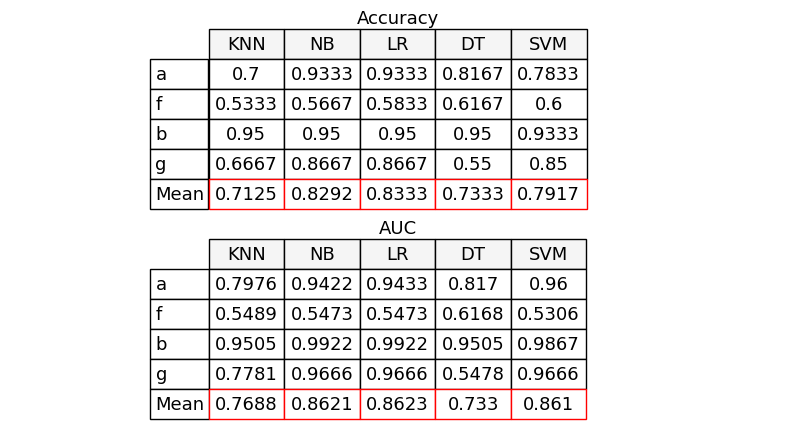 Accuracy
KNN NB LR DT SVM
a 0.7 0.9333 0.9333 0.8167 0.7833
f 0.5333 0.5667 0.5833 0.6167 0.6
b 0.95 0.95 0.95 0.95 0.9333
g 0.6667 0.8667 0.8667 0.55 0.85
Mean 0.7125 0.8292 0.8333 0.7333 0.7917
AUC
KNN NB LR DT SVM
a 0.7976 0.9422 0.9433 0.817 0.96
f 0.5489 0.5473 0.5473 0.6168 0.5306
b 0.9505 0.9922 0.9922 0.9505 0.9867
g 0.7781 0.9666 0.9666 0.5478 0.9666
Mean 0.7688 0.8621 0.8623 0.733 0.861